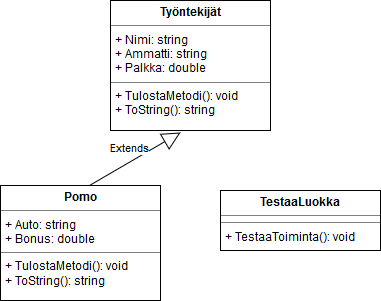 Työntekijät
+ Nimi: string
+ Ammatti: string
+ Palkka: double
+ TulostaMetodi(): void
+ ToString(): string
Extends
Pomo
+ Auto: string
+ Bonus: double
+ TulostaMetodi(): void
+ ToString(): string
TestaaLuokka
+ TestaaToiminta(): void